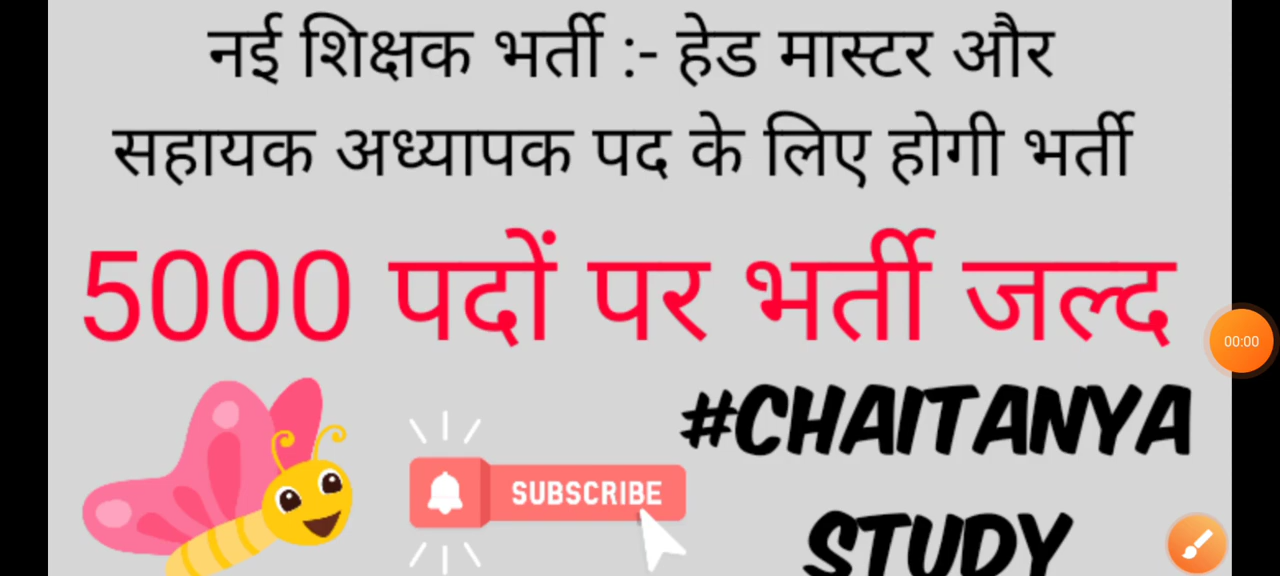 नई शिक्षक भर्ती :- हेड मास्टर और
सहायक अध्यापक पद के लिए होगी भर्ती
5000 पदों पर भर्ती जल्द
00:00
#CHAITANYA
SUBSCRIBE
STUDY